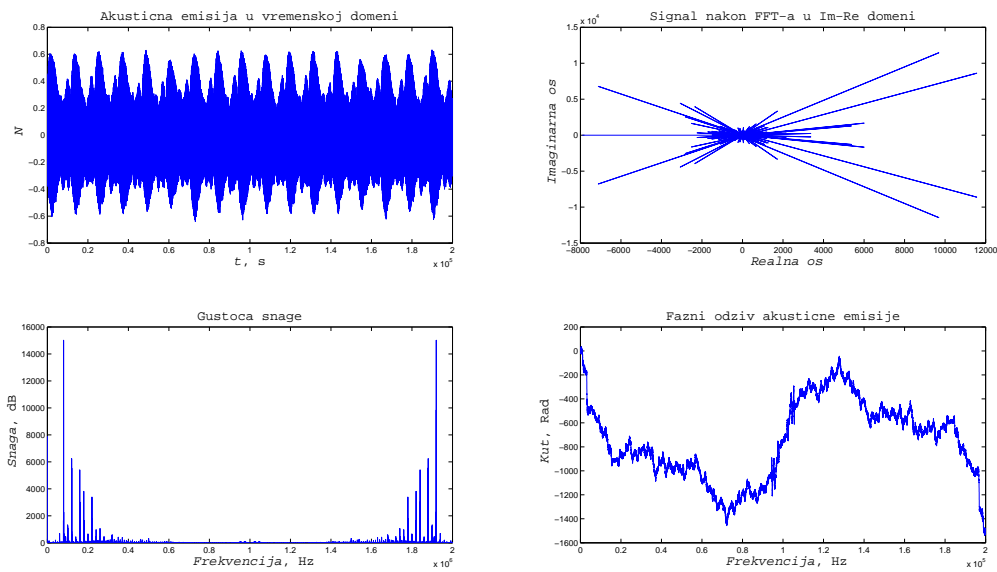 Akusticna emisija u vremenskoj domeni
0.8
0.6
0.4
0.2
0
−0.2
−0.4
−0.6
−0.8
N
0 0.2 0.4 0.6 0.8 1 1.2 1.4 1.6 1.8 2
x 10^5
t, s
Signal nakon FFT−a u Im−Re domeni
x 10^4
1.5
1
0.5
0
−0.5
−1
−1.5
Imaginarna os
−8000 −6000 −4000 −2000 0 2000 4000 6000 8000 10000 12000
Realna os
Gustoca snage
16000
14000
12000
10000
8000
6000
4000
2000
0
Snaga, dB
0 0.2 0.4 0.6 0.8 1 1.2 1.4 1.6 1.8 2
x 10^6
Frekvencija, Hz
Fazni odziv akusticne emisije
200
0
−200
−400
−600
−800
−1000
−1200
−1400
−1600
Kut, Rad
0 0.2 0.4 0.6 0.8 1 1.2 1.4 1.6 1.8 2
x 10^5
Frekvencija, Hz